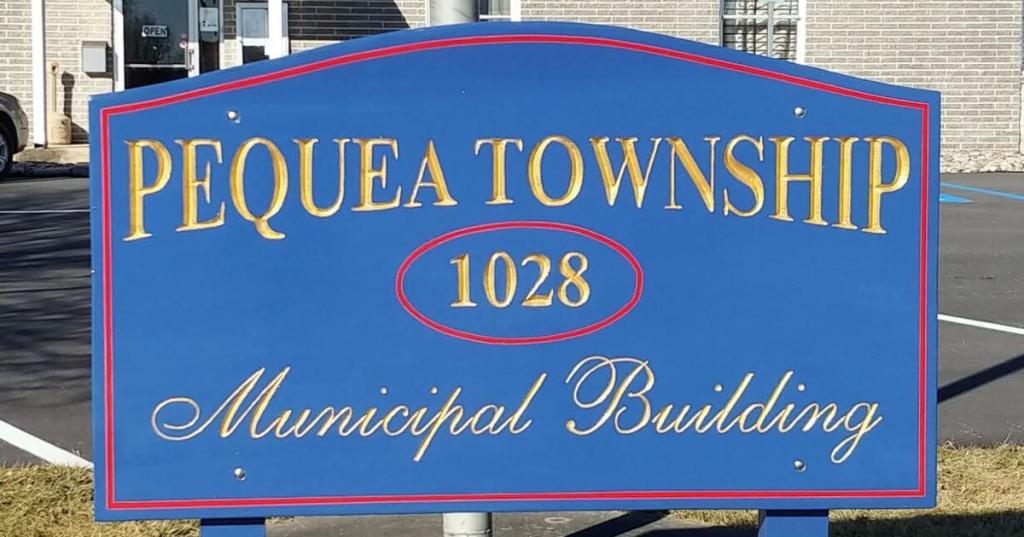 OPEN
PEQUEA TOWNSHIP
1028
Municipal Building